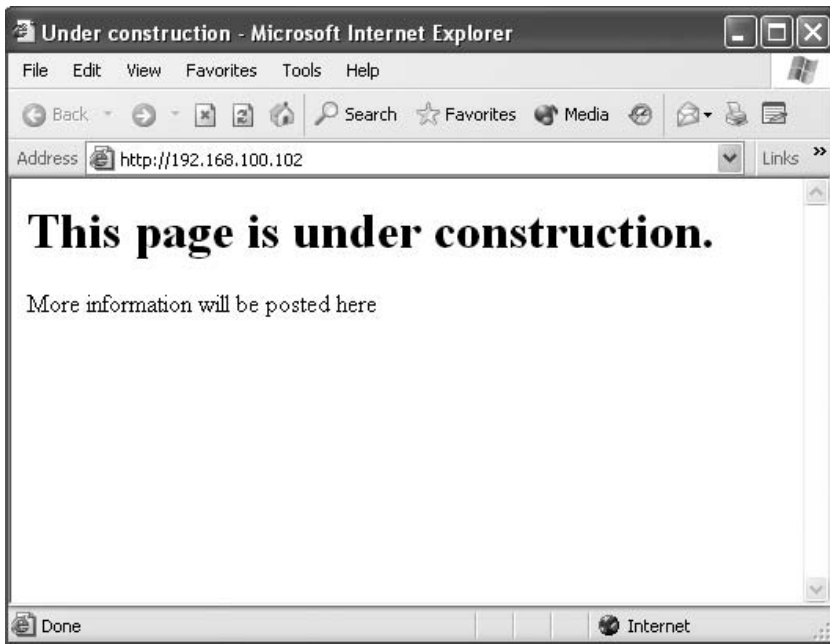 Under construction - Microsoft Internet Explorer
File Edit View Favorites Tools Help
Back Search Favorites Media
Address http://192.168.100.102 Links »
This page is under construction.
More information will be posted here
Done Internet